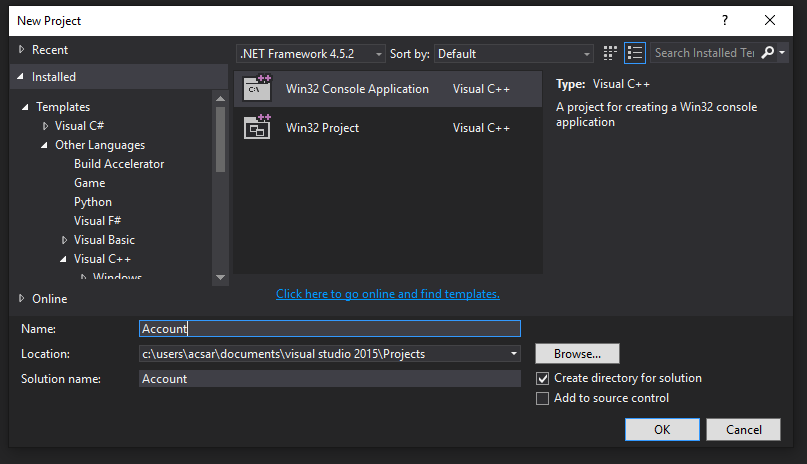 New Project
Recent
.NET Framework 4.5.2
Sort by: Default
Search Installed Te
Installed
Templates
Visual C#
Other Languages
Build Accelerator
Game
Python
Visual F#
Visual Basic
Visual C++
Windows
Online
C:\
Win32 Console Application Visual C++
Win32 Project Visual C++
Type: Visual C++
A project for creating a Win32 console
application
Click here to go online and find templates.
Name: Account
Location: c:\users\acsar\documents\visual studio 2015\Projects
Browse...
Solution name: Account
Create directory for solution
Add to source control
OK Cancel